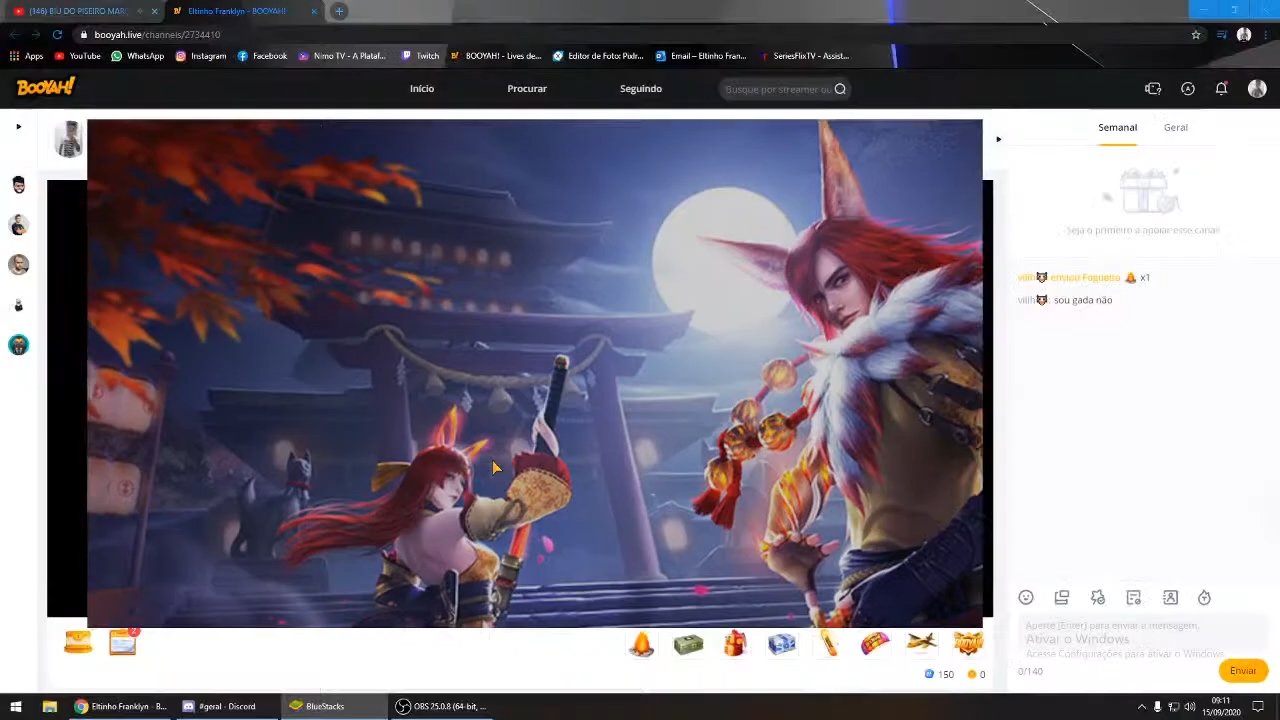 (146) BIU DO PISEIRO MAR
Eltinho Franklyn - BOOYAH!
booyah.live/channels/2734410
Apps
YouTube
WhatsApp
Instagram
Facebook
Nimo TV - A Plataf...
Twitch
BOOYAH! - Lives de...
Editor de Foto: Pixlr...
Email – Eltinho Fran...
SeriesFlixTV - Assist...
BOOYAH!
Início
Procurar
Seguindo
Busque por streamer ou
Semanal
Geral
Seja o primeiro a apoiar esse canal!
enviou Fogueira x1
sou gada não
2
Aperte [Enter] para enviar a mensagem.
Ativar o Windows
Acesse Configurações para ativar o Windows.
0/140
Enviar
150
0
Eltinho Franklyn - B...
#geral - Discord
BlueStacks
OBS 25.0.8 (64-bit, ...
09:11
15/09/2020